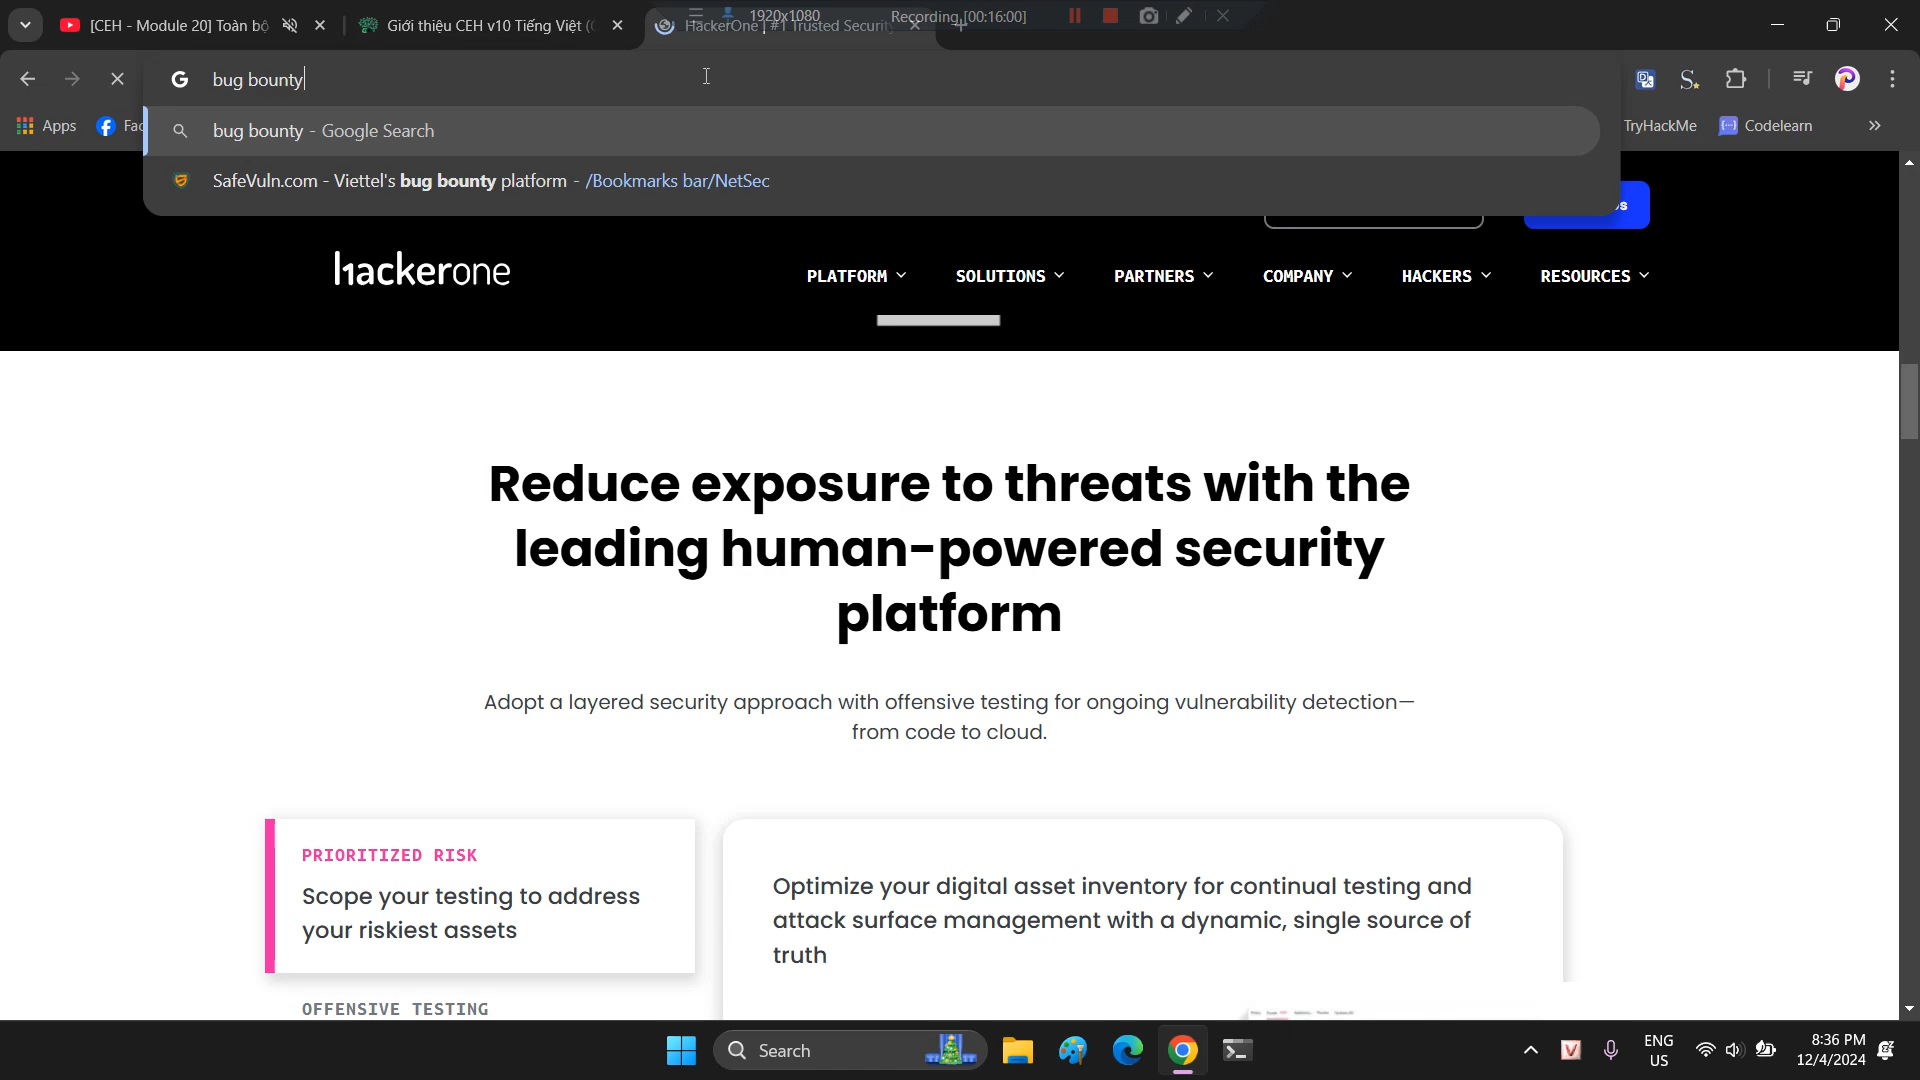 [CEH - Module 20] Toàn bộ
Giới thiệu CEH v10 Tiếng Việt (
HackerOne | #1 Trusted Securit
1920x1080
Recording [00:16:00]
bug bounty
bug bounty - Google Search
SafeVuln.com - Viettel's bug bounty platform - /Bookmarks bar/NetSec
Apps
Fac
TryHackMe
Codelearn
hackerone
PLATFORM
SOLUTIONS
PARTNERS
COMPANY
HACKERS
RESOURCES
Reduce exposure to threats with the
leading human-powered security
platform
Adopt a layered security approach with offensive testing for ongoing vulnerability detection—
from code to cloud.
PRIORITIZED RISK
Scope your testing to address
your riskiest assets
OFFENSIVE TESTING
Optimize your digital asset inventory for continual testing and
attack surface management with a dynamic, single source of
truth
Search
ENG
US
8:36 PM
12/4/2024